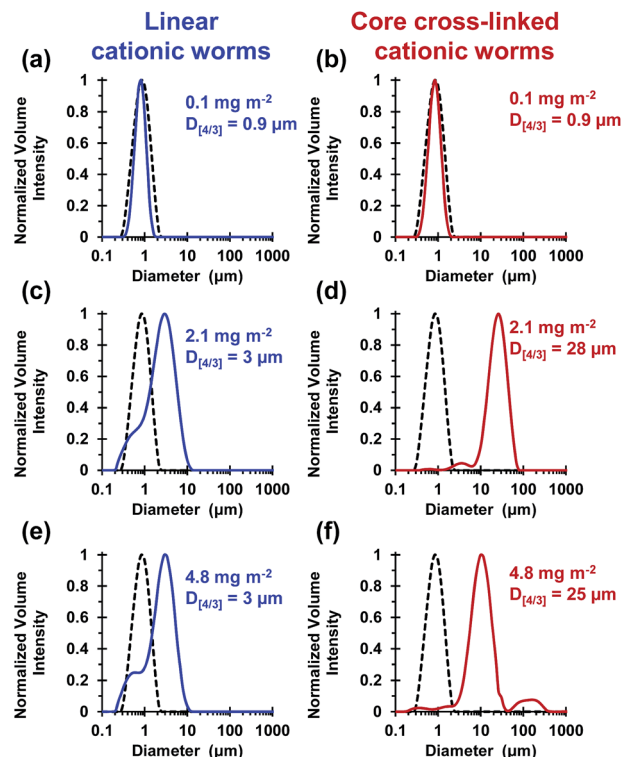 Linear
cationic worms
Core cross-linked
cationic worms
(a)
0.1 mg m⁻²
D[4/3] = 0.9 µm
Normalized Volume
Intensity
1
0.8
0.6
0.4
0.2
0
0.1 1 10 100 1000
Diameter (µm)
(b)
0.1 mg m⁻²
D[4/3] = 0.9 µm
Normalized Volume
Intensity
1
0.8
0.6
0.4
0.2
0
0.1 1 10 100 1000
Diameter (µm)
(c)
2.1 mg m⁻²
D[4/3] = 3 µm
Normalized Volume
Intensity
1
0.8
0.6
0.4
0.2
0
0.1 1 10 100 1000
Diameter (µm)
(d)
2.1 mg m⁻²
D[4/3] = 28 µm
Normalized Volume
Intensity
1
0.8
0.6
0.4
0.2
0
0.1 1 10 100 1000
Diameter (µm)
(e)
4.8 mg m⁻²
D[4/3] = 3 µm
Normalized Volume
Intensity
1
0.8
0.6
0.4
0.2
0
0.1 1 10 100 1000
Diameter (µm)
(f)
4.8 mg m⁻²
D[4/3] = 25 µm
Normalized Volume
Intensity
1
0.8
0.6
0.4
0.2
0
0.1 1 10 100 1000
Diameter (µm)